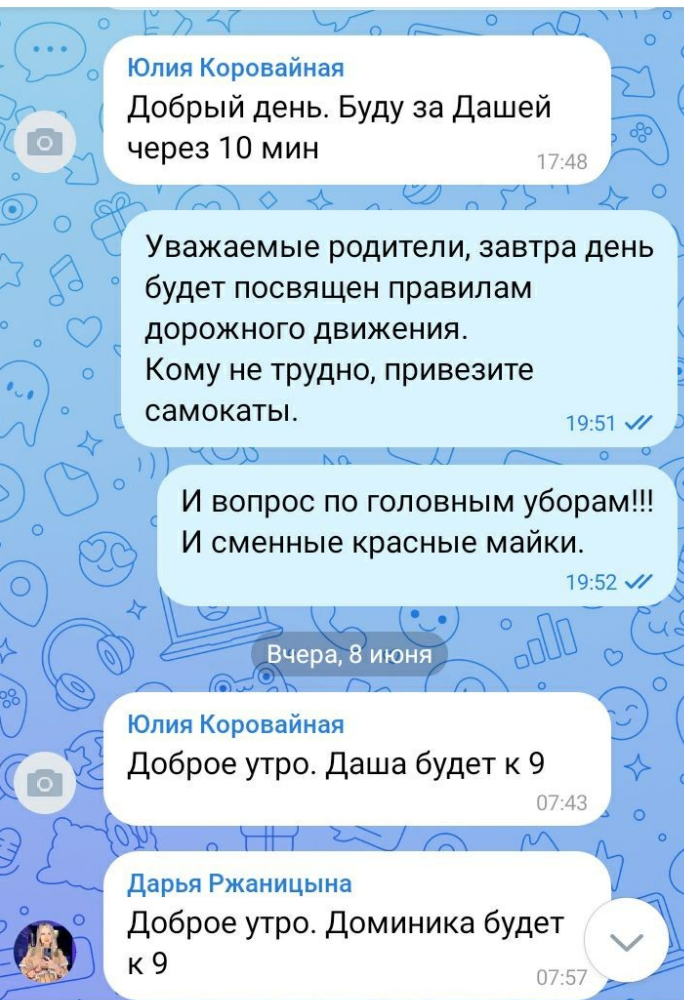 Юлия Коровайная
Добрый день. Буду за Дашей
через 10 мин
17:48
Уважаемые родители, завтра день
будет посвящен правилам
дорожного движения.
Кому не трудно, привезите
самокаты.
19:51
И вопрос по головным уборам!!!
И сменные красные майки.
19:52
Вчера, 8 июня
Юлия Коровайная
Доброе утро. Даша будет к 9
07:43
Дарья Ржаницына
Доброе утро. Доминика будет
к 9
07:57